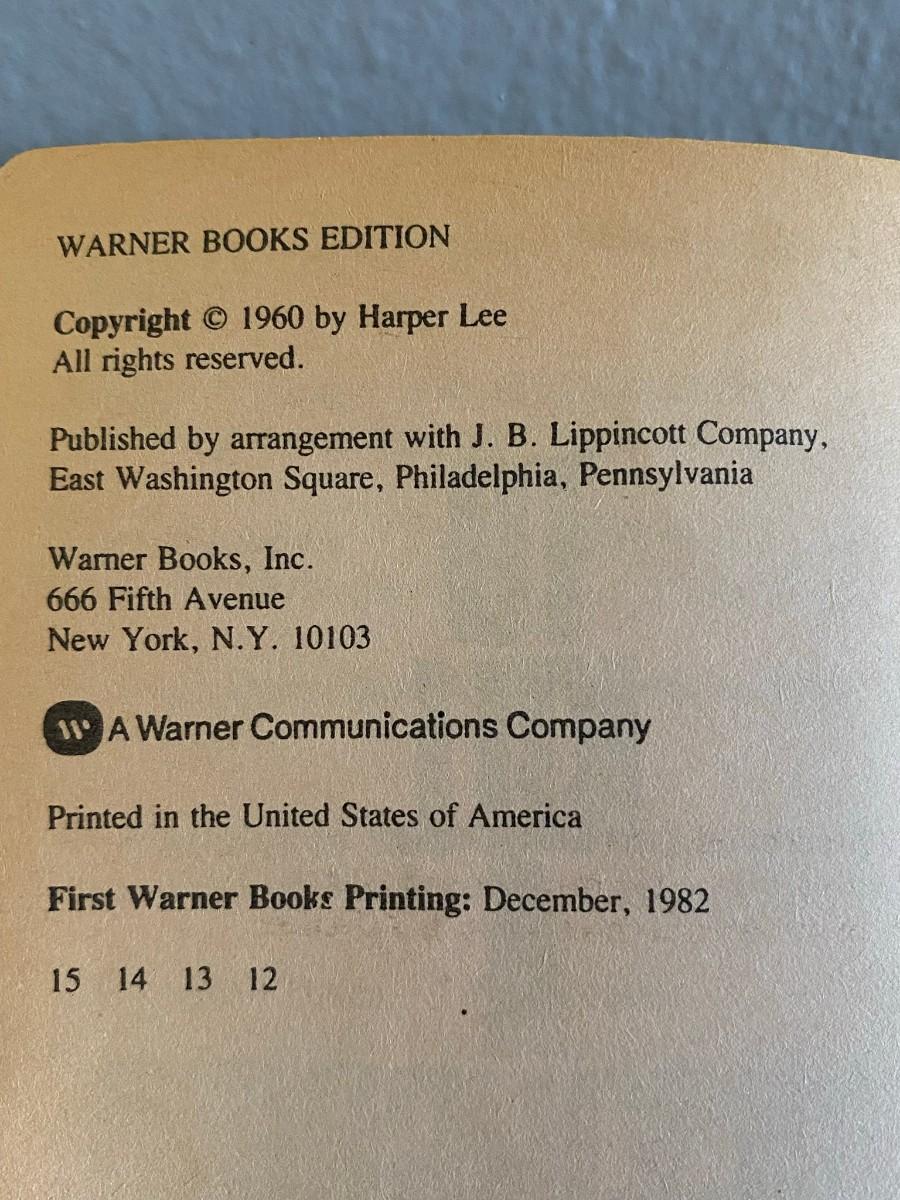 WARNER BOOKS EDITION
Copyright © 1960 by Harper Lee
All rights reserved.
Published by arrangement with J. B. Lippincott Company,
East Washington Square, Philadelphia, Pennsylvania
Warner Books, Inc.
666 Fifth Avenue
New York, N.Y. 10103
W A Warner Communications Company
Printed in the United States of America
First Warner Books Printing: December, 1982
15 14 13 12